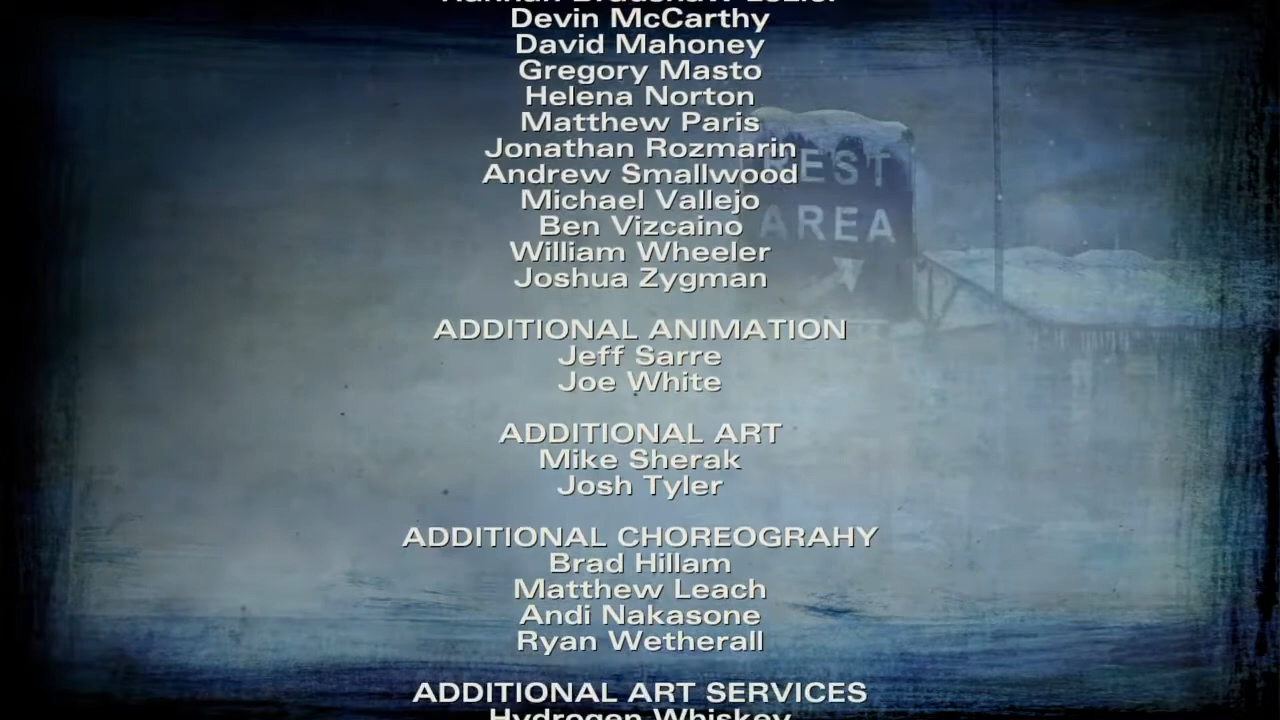 Devin McCarthy
David Mahoney
Gregory Masto
Helena Norton
Matthew Paris
Jonathan Rozmarin
Andrew Smallwood
Michael Vallejo
Ben Vizcaino
William Wheeler
Joshua Zygman
REST
AREA
ADDITIONAL ANIMATION
Jeff Sarre
Joe White
ADDITIONAL ART
Mike Sherak
Josh Tyler
ADDITIONAL CHOREOGRAHY
Brad Hillam
Matthew Leach
Andi Nakasone
Ryan Wetherall
ADDITIONAL ART SERVICES
Hydrogen Whiskey